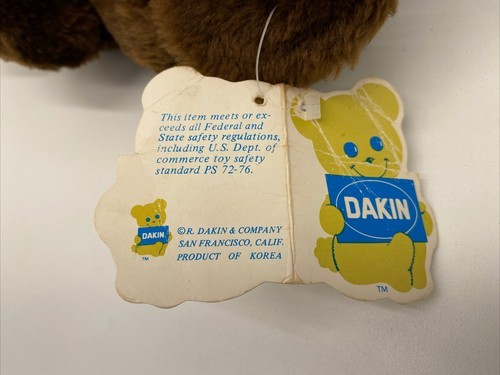 This item meets or ex-
ceeds all Federal and
State safety regulations,
including U.S. Dept. of
commerce toy safety
standard PS 72-76.
DAKIN.
TM
©R. DAKIN & COMPANY
SAN FRANCISCO, CALIF.
PRODUCT OF KOREA
DAKIN
TM